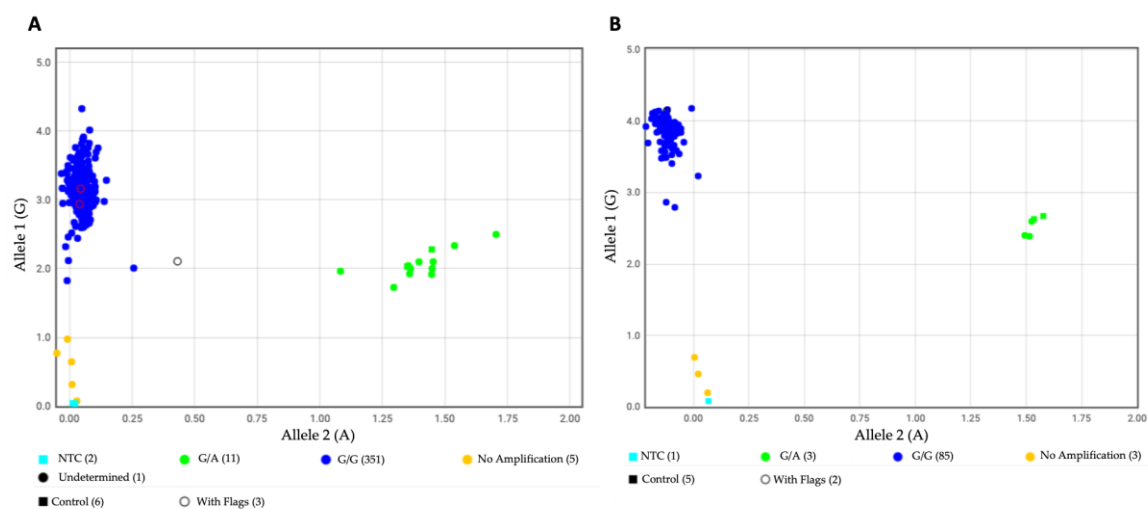 A
5.0
4.0
3.0
2.0
1.0
0.0
Allele 1 (G)
0.00 0.25 0.50 0.75 1.00 1.25 1.50 1.75 2.00
Allele 2 (A)
NTC (2) G/A (11) G/G (351) No Amplification (5)
Undetermined (1)
Control (6) With Flags (3)
B
5.0
4.0
3.0
2.0
1.0
0.0
Allele 1 (G)
0.00 0.25 0.50 0.75 1.00 1.25 1.50 1.75 2.00
Allele 2 (A)
NTC (1) G/A (3) G/G (85) No Amplification (3)
Control (5) With Flags (2)